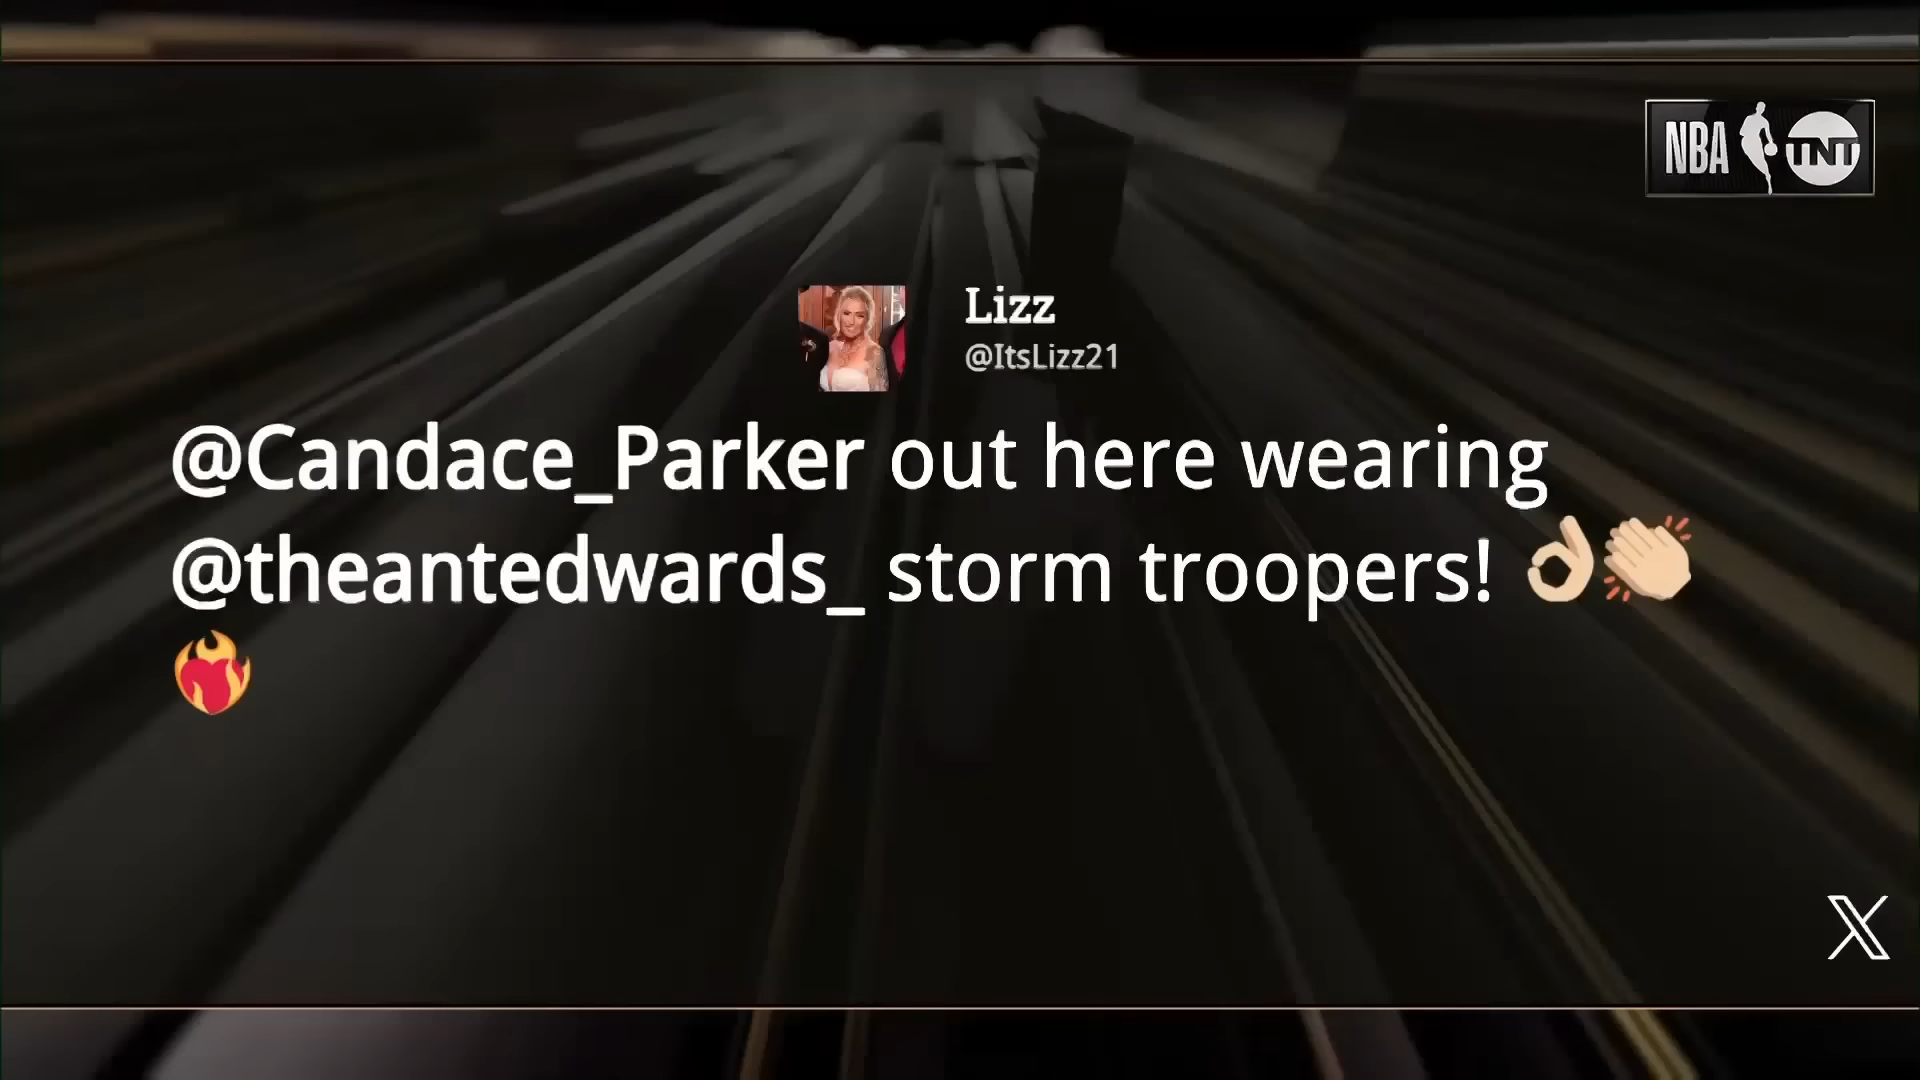 NBA TNT
Lizz
@ItsLizz21
@Candace_Parker out here wearing
@theantedwards_ storm troopers! 👌🏼👏🏼
❤️‍🔥
X